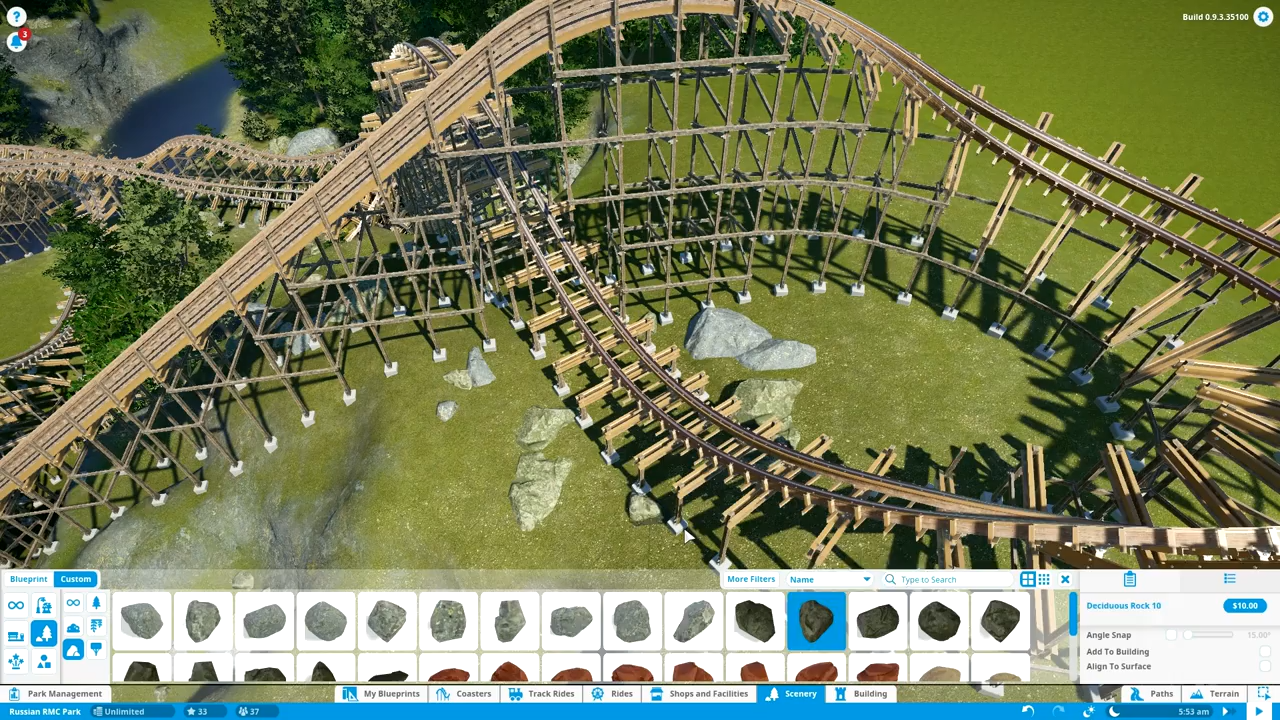 ?
3
Build 0.9.3.35100
Blueprint
Custom
More Filters
Name
Type to Search
Deciduous Rock 10
$10.00
Angle Snap
15.00°
Add To Building
Align To Surface
Park Management
My Blueprints
Coasters
Track Rides
Rides
Shops and Facilities
Scenery
Building
Paths
Terrain
Russian RMC Park
Unlimited
33
37
5:53 am